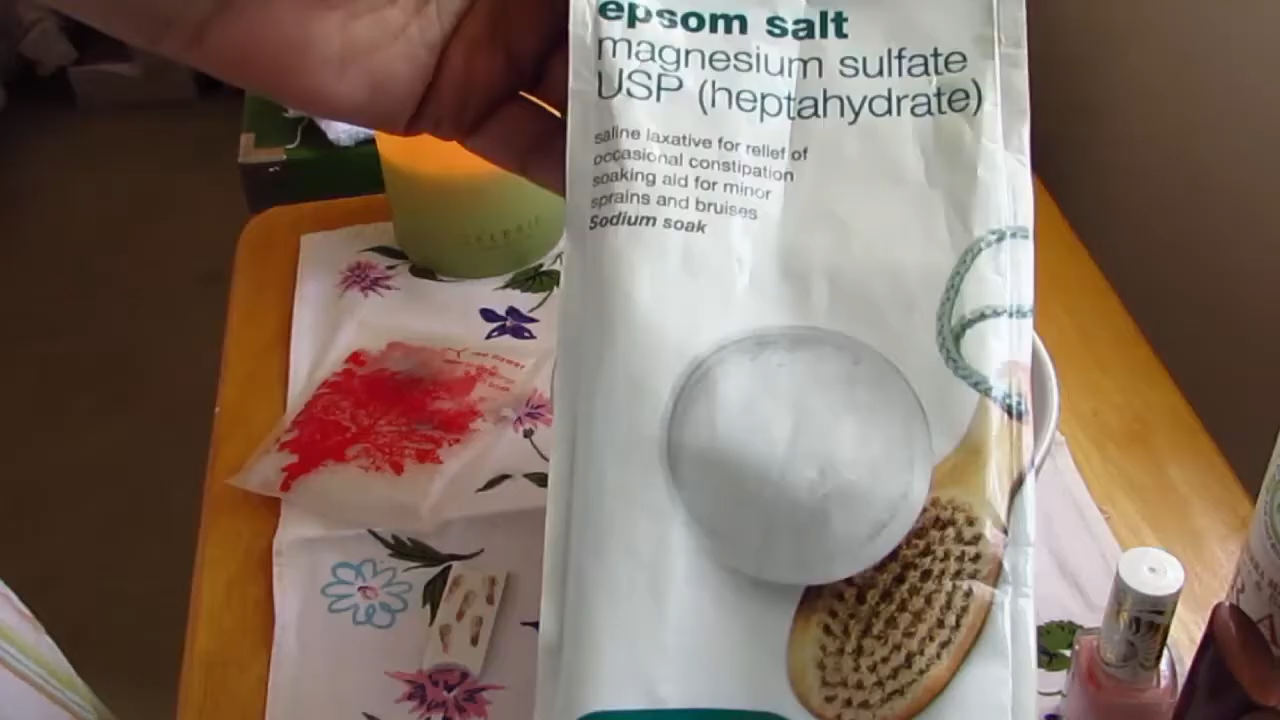 epsom salt
magnesium sulfate
USP (heptahydrate)
saline laxative for relief of
occasional constipation
soaking aid for minor
sprains and bruises
Sodium soak